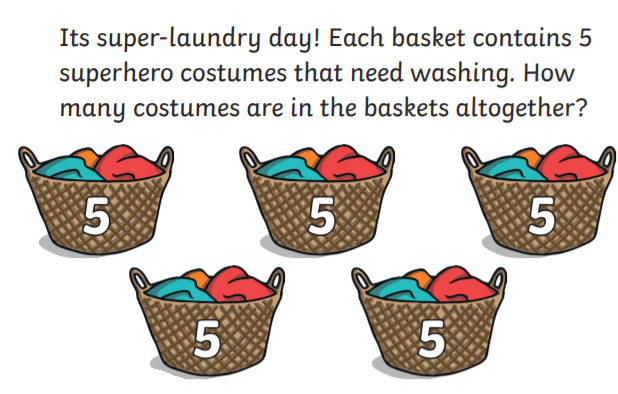 Its super-laundry day! Each basket contains 5
superhero costumes that need washing. How
many costumes are in the baskets altogether?
5 5 5
5 5